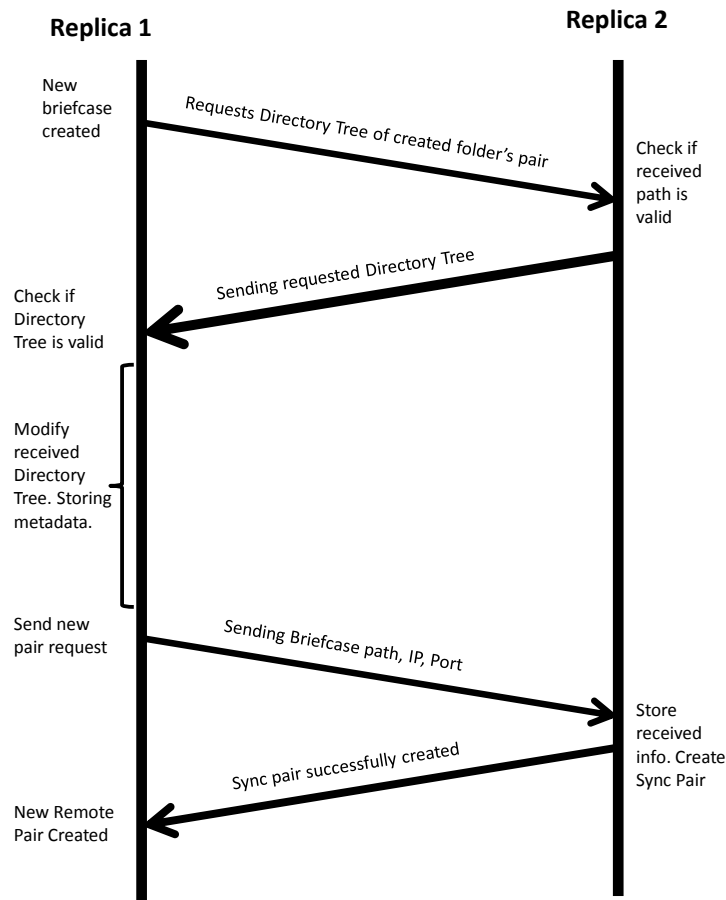 Replica 1
Replica 2
New
briefcase
created
Requests Directory Tree of created folder's pair
Check if
received
path is
valid
Sending requested Directory Tree
Check if
Directory
Tree is valid
Modify
received
Directory
Tree. Storing
metadata.
Send new
pair request
Sending Briefcase path, IP, Port
Store
received
info. Create
Sync Pair
Sync pair successfully created
New Remote
Pair Created